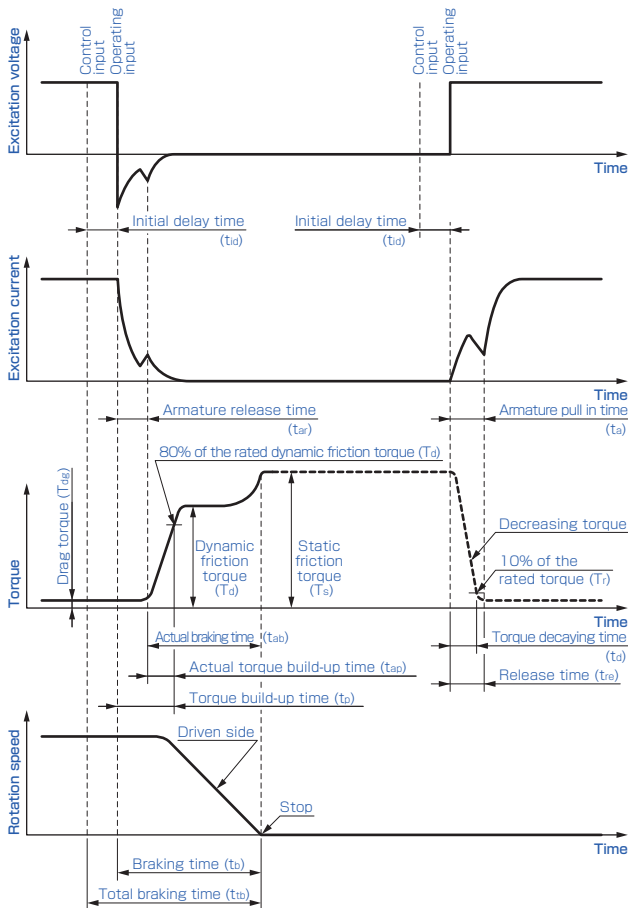 Excitation voltage
Control
input
Operating
input
Control
input
Operating
input
Time
Initial delay time
(tid)
Initial delay time
(tid)
Excitation current
Time
Armature release time
(tar)
Armature pull in time
(ta)
Torque
Drag torque (Tdg)
80% of the rated dynamic friction torque (Td)
Dynamic
friction
torque
(Td)
Static
friction
torque
(Ts)
Decreasing torque
10% of the
rated torque (Tr)
Time
Actual braking time (tab)
Torque decaying time
(td)
Actual torque build-up time (tap)
Release time (tre)
Torque build-up time (tp)
Rotation speed
Driven side
Stop
Time
Braking time (tb)
Total braking time (ttb)